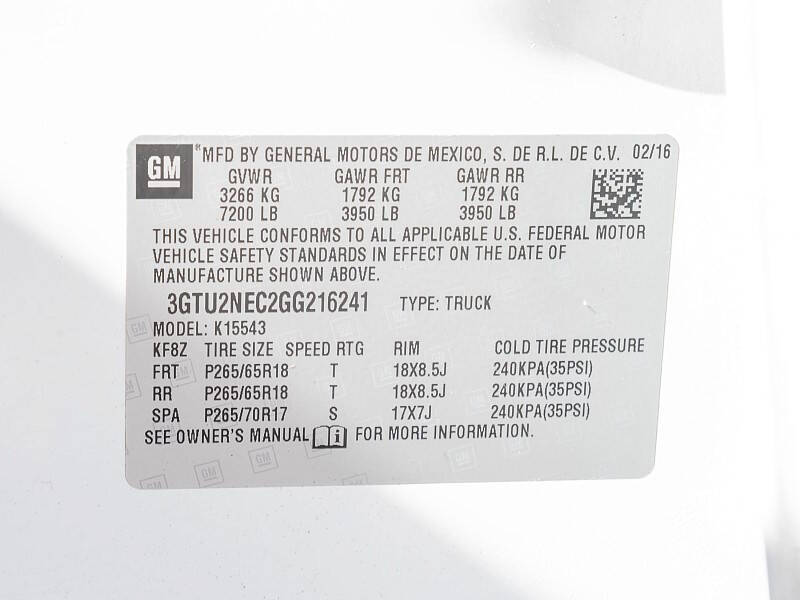 GM ®MFD BY GENERAL MOTORS DE MEXICO, S. DE R.L. DE C.V. 02/16
GVWR GAWR FRT GAWR RR
3266 KG 1792 KG 1792 KG
7200 LB 3950 LB 3950 LB
THIS VEHICLE CONFORMS TO ALL APPLICABLE U.S. FEDERAL MOTOR
VEHICLE SAFETY STANDARDS IN EFFECT ON THE DATE OF
MANUFACTURE SHOWN ABOVE.
3GTU2NEC2GG216241 TYPE: TRUCK
MODEL: K15543
KF8Z TIRE SIZE SPEED RTG RIM COLD TIRE PRESSURE
FRT P265/65R18 T 18X8.5J 240KPA(35PSI)
RR P265/65R18 T 18X8.5J 240KPA(35PSI)
SPA P265/70R17 S 17X7J 240KPA(35PSI)
SEE OWNER'S MANUAL FOR MORE INFORMATION.